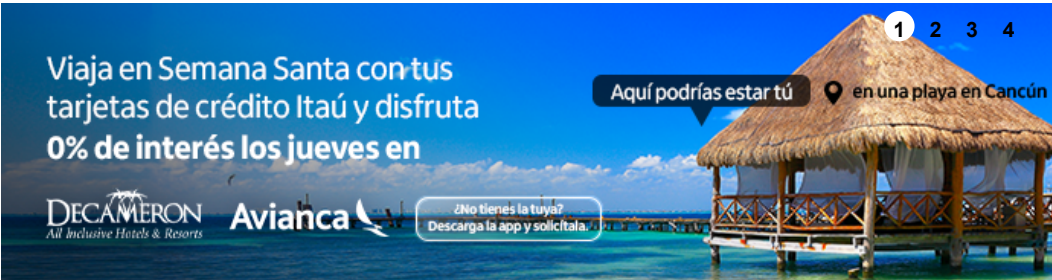 1 2 3 4
Viaja en Semana Santa con tus
tarjetas de crédito Itaú y disfruta
0% de interés los jueves en
Aquí podrías estar tú
en una playa en Cancún
DECAMERON
All Inclusive Hotels & Resorts
Avianca
¿No tienes la tuya?
Descarga la app y solicítala.